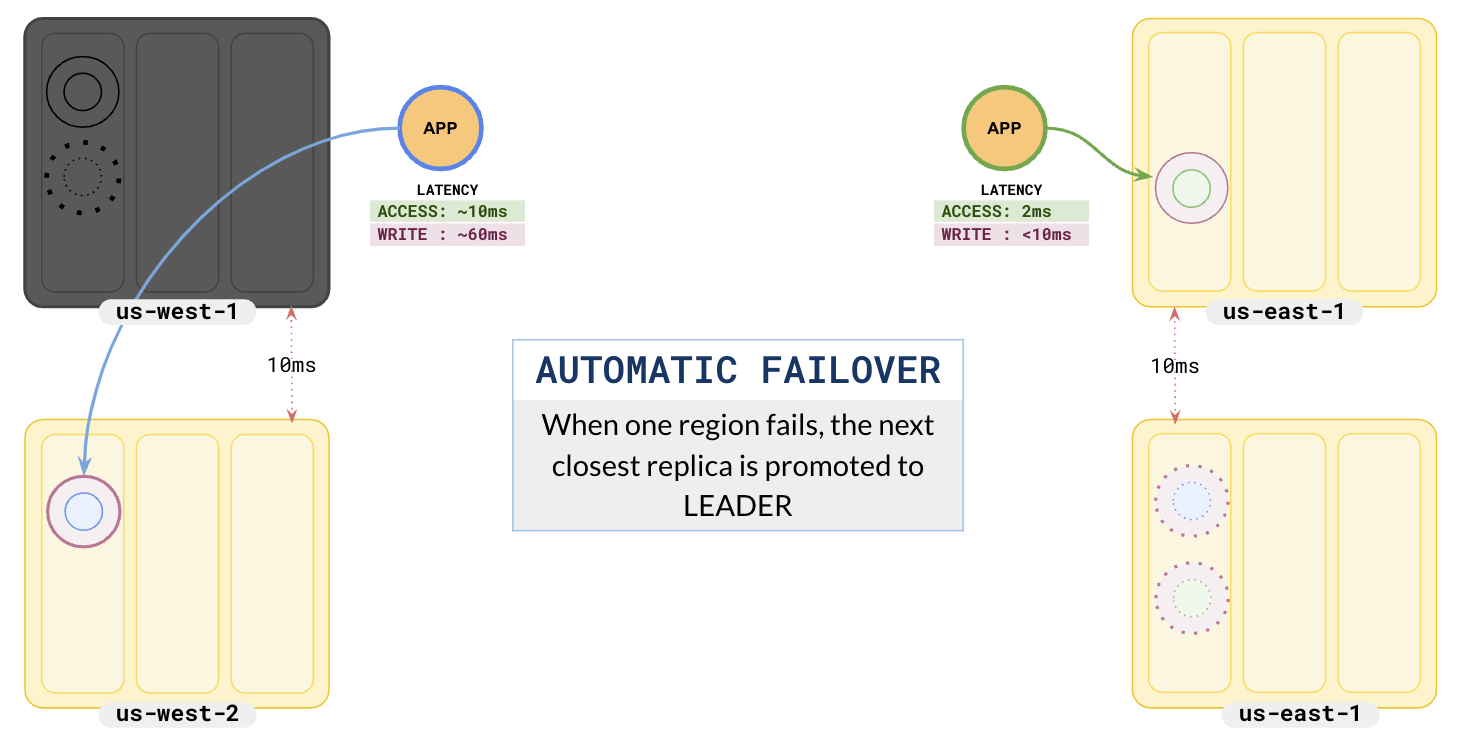 APP
APP
LATENCY
ACCESS: ~10ms
WRITE : ~60ms
LATENCY
ACCESS: 2ms
WRITE : <10ms
us-west-1
us-east-1
10ms
10ms
AUTOMATIC FAILOVER
When one region fails, the next
closest replica is promoted to
LEADER
us-west-2
us-east-1